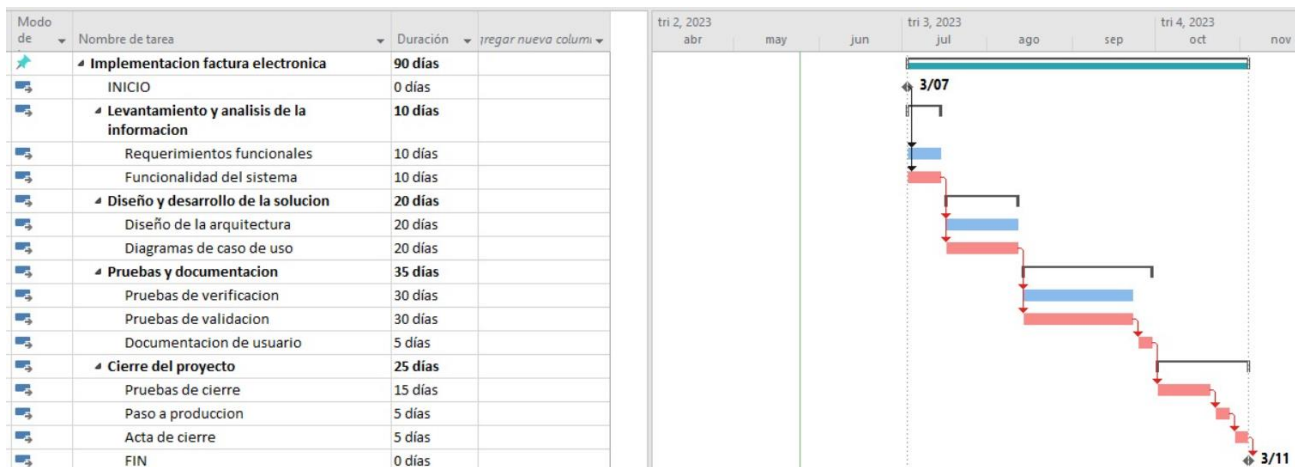 Modo de
Nombre de tarea
Duración
tri 2, 2023
tri 3, 2023
tri 4, 2023
abr may jun jul ago sep oct nov
Implementacion factura electronica 90 días
INICIO 0 días
3/07
Levantamiento y analisis de la 10 días
informacion
Requerimientos funcionales 10 días
Funcionalidad del sistema 10 días
Diseño y desarrollo de la solucion 20 días
Diseño de la arquitectura 20 días
Diagramas de caso de uso 20 días
Pruebas y documentacion 35 días
Pruebas de verificacion 30 días
Pruebas de validacion 30 días
Documentacion de usuario 5 días
Cierre del proyecto 25 días
Pruebas de cierre 15 días
Paso a produccion 5 días
Acta de cierre 5 días
FIN 0 días
3/11